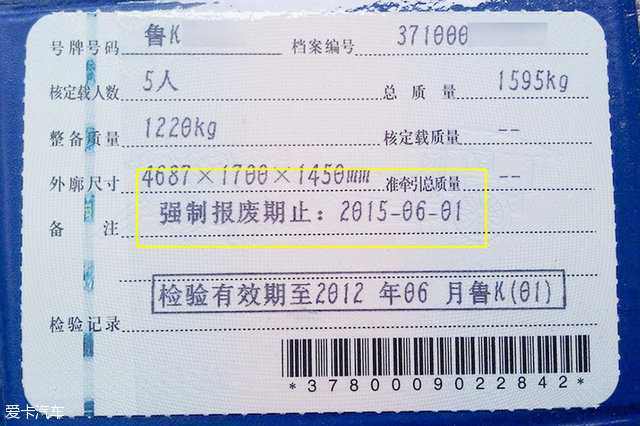 号牌号码 鲁K 档案编号 371000
核定载人数 5人 总质量 1595kg
整备质量 1220kg 核定载质量 --
外廓尺寸 4687×1700×1450mm 准牵引总质量 --
备注 强制报废期止：2015-06-01
检验有效期至2012 年06 月鲁K(01)
检验记录
*3780009022842*
爱卡汽车